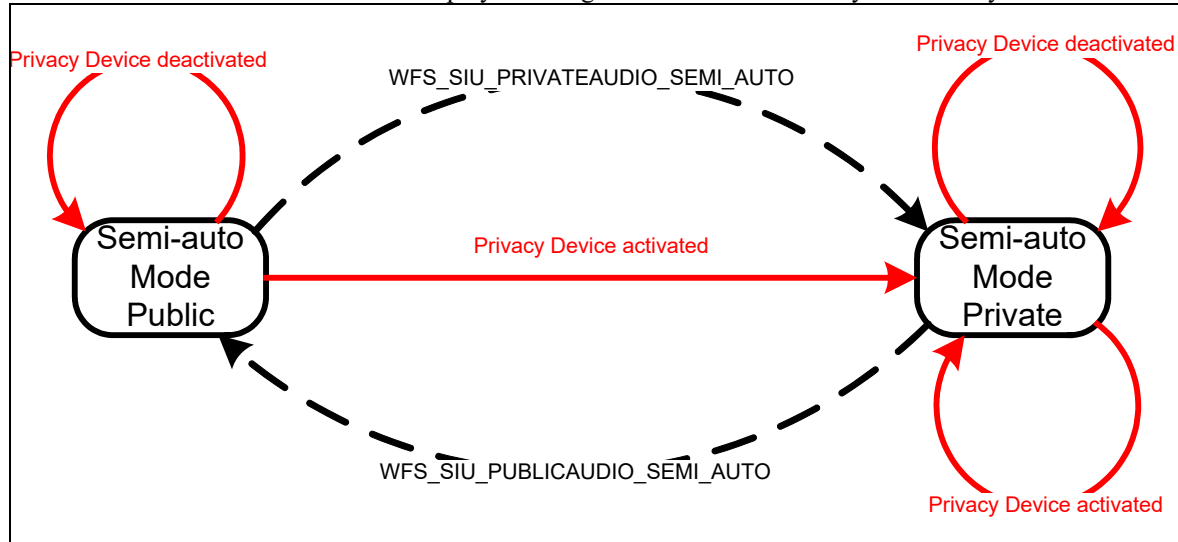 Privacy Device deactivated
Privacy Device deactivated
WFS_SIU_PRIVATEAUDIO_SEMI_AUTO
Semi-auto
Mode
Public
Privacy Device activated
Semi-auto
Mode
Private
WFS_SIU_PUBLICAUDIO_SEMI_AUTO
Privacy Device activated